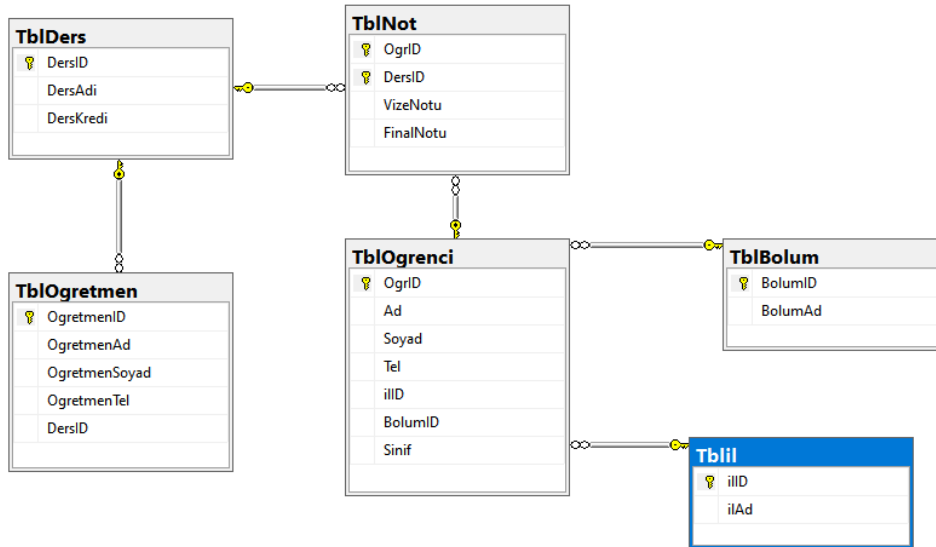 TblDers
DersID
DersAdi
DersKredi
TblNot
OgrID
DersID
VizeNotu
FinalNotu
TblOgretmen
OgretmenID
OgretmenAd
OgretmenSoyad
OgretmenTel
DersID
TblOgrenci
OgrID
Ad
Soyad
Tel
ilID
BolumID
Sinif
TblBolum
BolumID
BolumAd
Tblil
ilID
ilAd